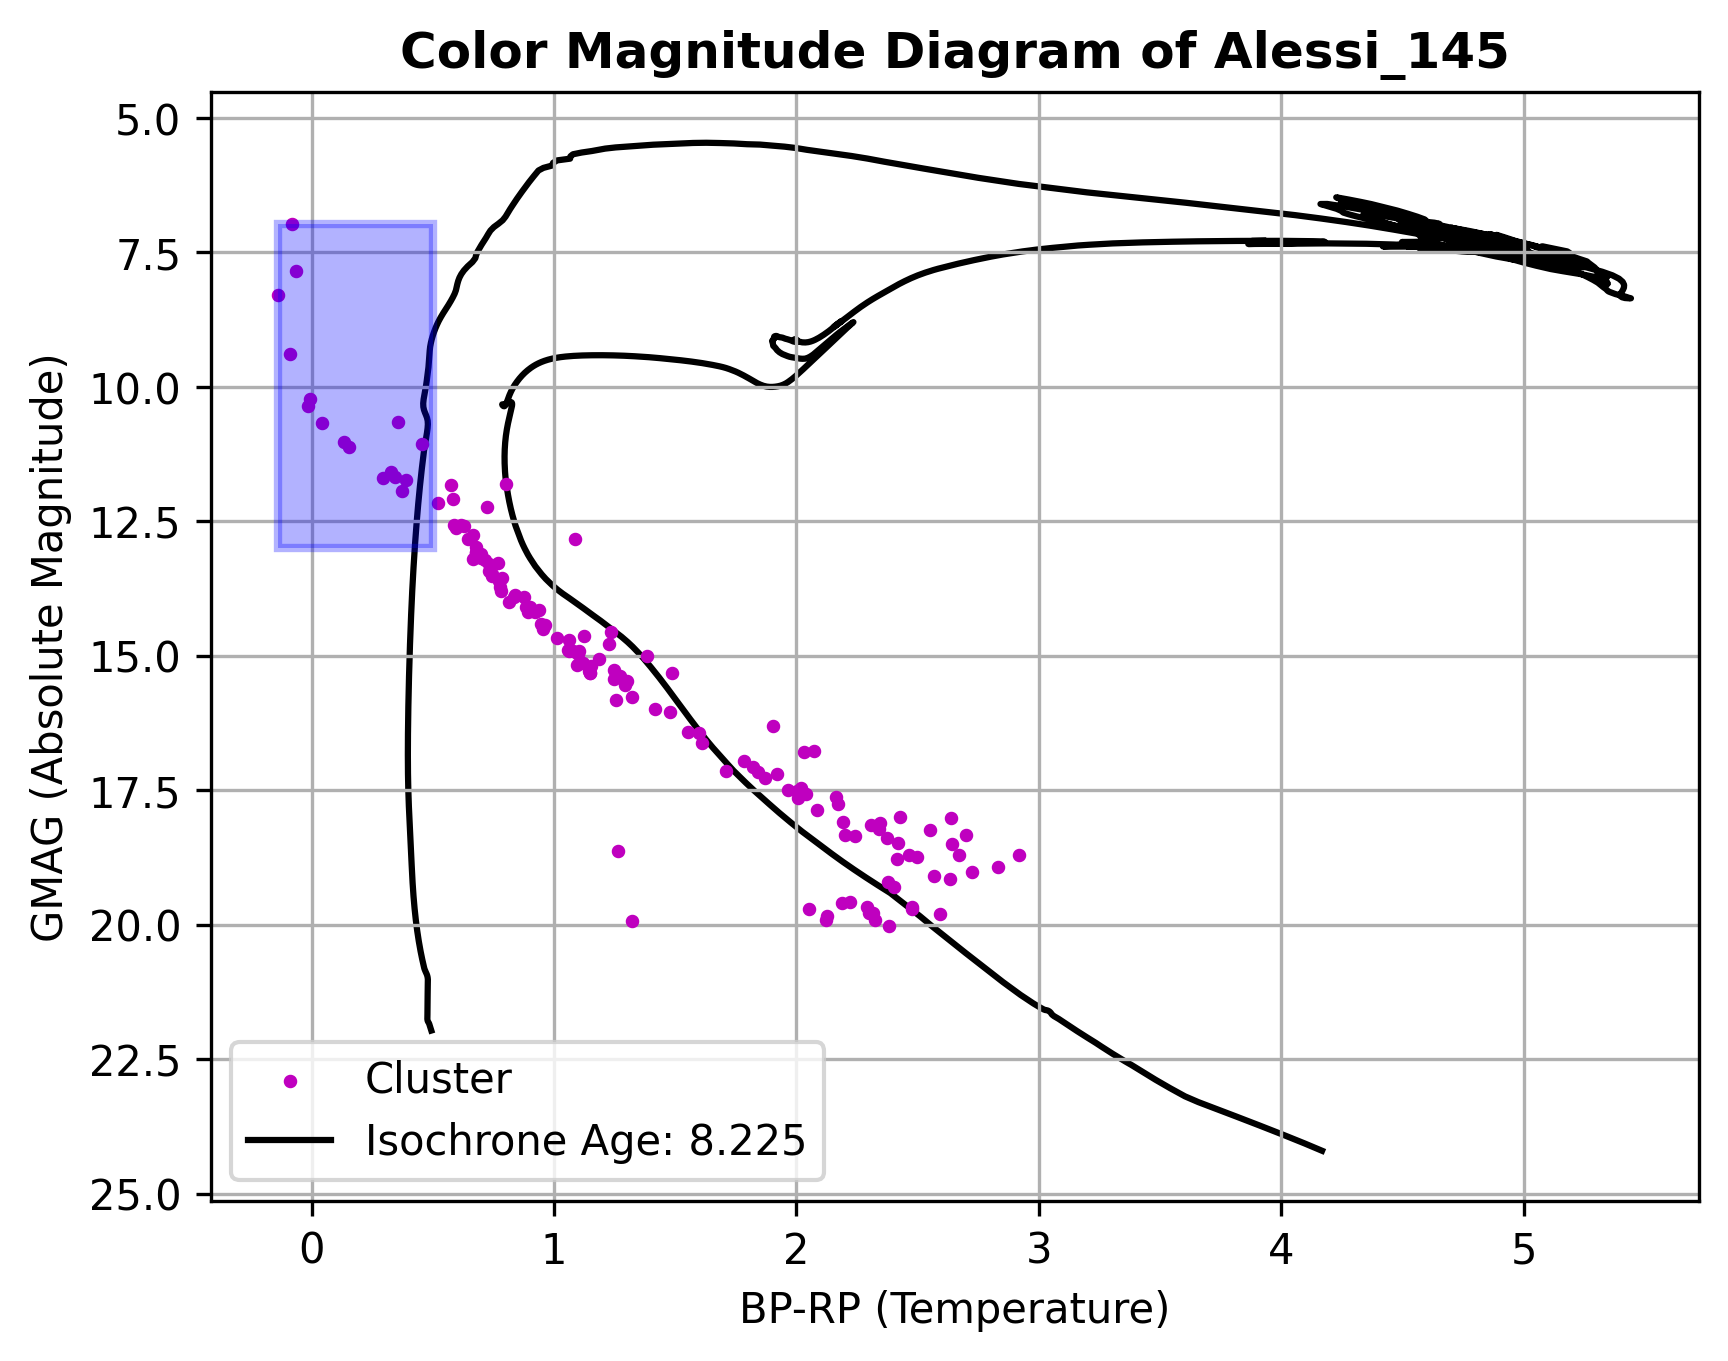 Color Magnitude Diagram of Alessi_145
GMAG (Absolute Magnitude)
5.0
7.5
10.0
12.5
15.0
17.5
20.0
22.5
25.0
Cluster
Isochrone Age: 8.225
0 1 2 3 4 5
BP-RP (Temperature)